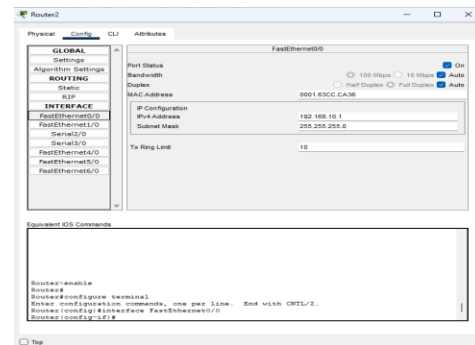 Router2
Physical Config CLI Attributes
GLOBAL
Settings
Algorithm Settings
ROUTING
Static
RIP
INTERFACE
FastEthernet0/0
FastEthernet1/0
Serial2/0
Serial3/0
FastEthernet4/0
FastEthernet5/0
FastEthernet6/0
FastEthernet0/0
Port Status On
Bandwidth 100 Mbps 10 Mbps Auto
Duplex Half Duplex Full Duplex Auto
MAC Address 0001.63CC.CA36
IP Configuration
IPv4 Address 192.168.10.1
Subnet Mask 255.255.255.0
Tx Ring Limit 10
Equivalent IOS Commands
Router>enable
Router#
Router#configure terminal
Enter configuration commands, one per line. End with CNTL/Z.
Router(config)#interface FastEthernet0/0
Router(config-if)#
Top